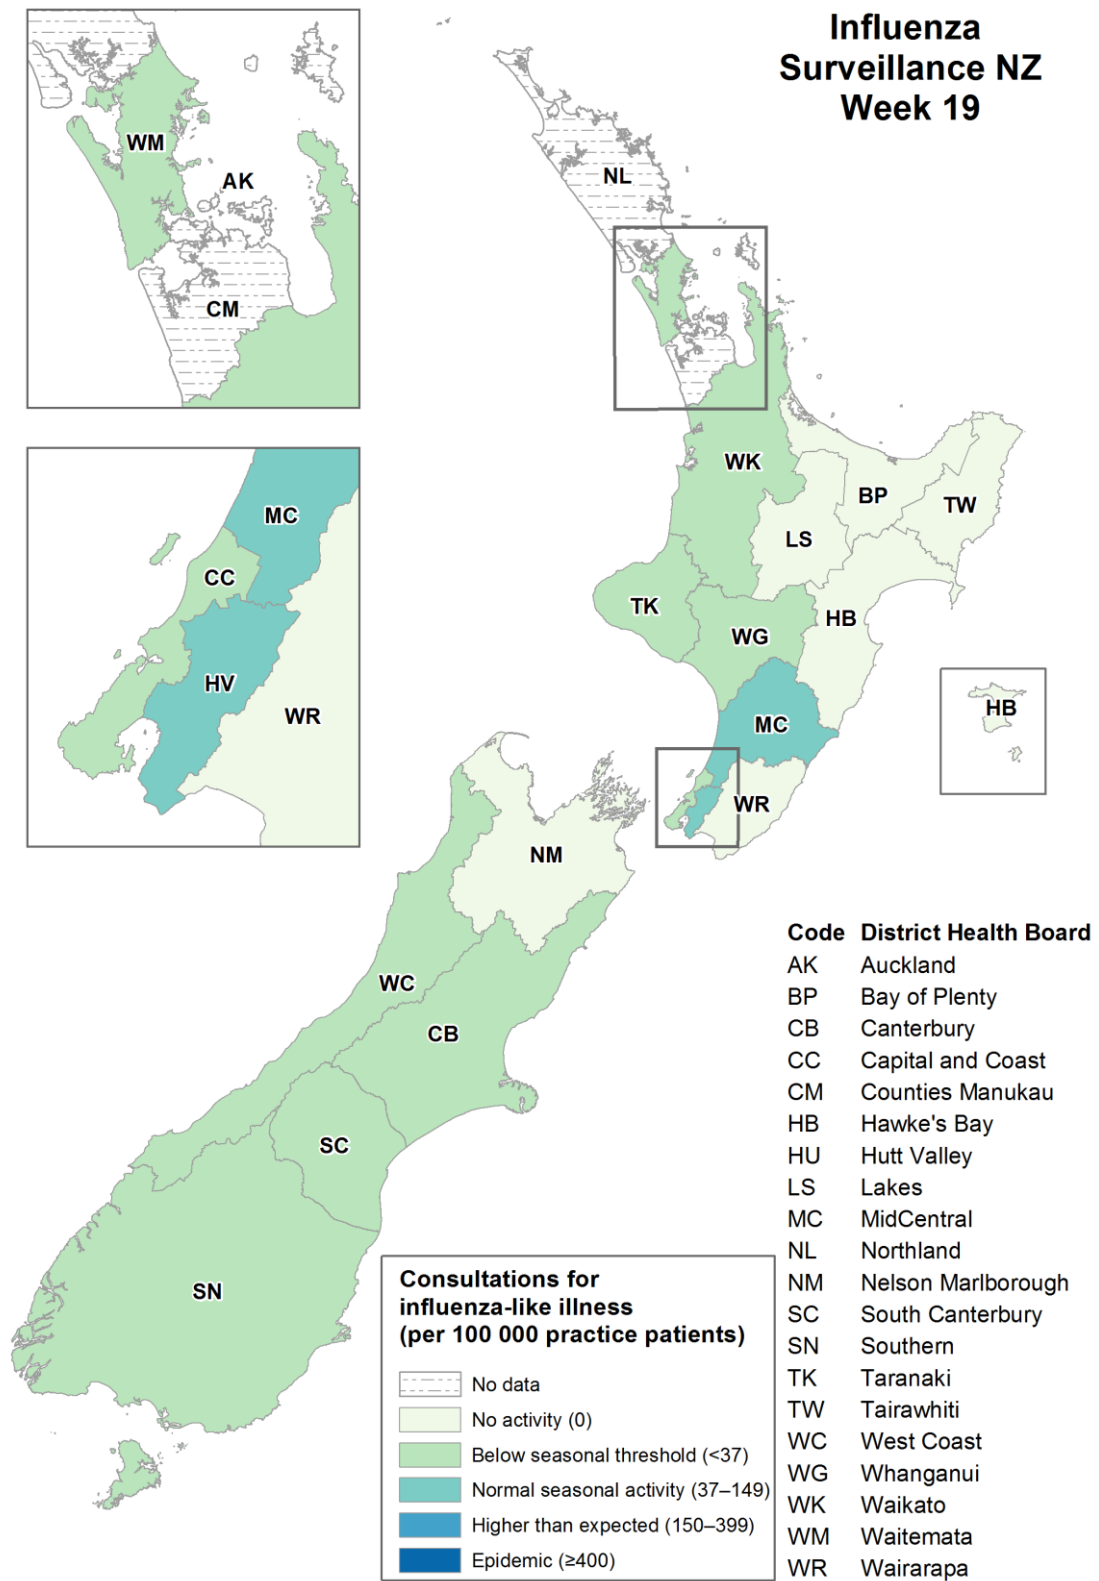 Influenza
Surveillance NZ
Week 19
WM
AK
CM
NL
WK
BP
TW
LS
TK
WG
HB
MC
WR
HB
MC
CC
HV
WR
NM
WC
CB
SC
SN
Code District Health Board
AK Auckland
BP Bay of Plenty
CB Canterbury
CC Capital and Coast
CM Counties Manukau
HB Hawke's Bay
HU Hutt Valley
LS Lakes
MC MidCentral
NL Northland
NM Nelson Marlborough
SC South Canterbury
SN Southern
TK Taranaki
TW Tairawhiti
WC West Coast
WG Whanganui
WK Waikato
WM Waitemata
WR Wairarapa
Consultations for
influenza-like illness
(per 100 000 practice patients)
No data
No activity (0)
Below seasonal threshold (<37)
Normal seasonal activity (37–149)
Higher than expected (150–399)
Epidemic (≥400)